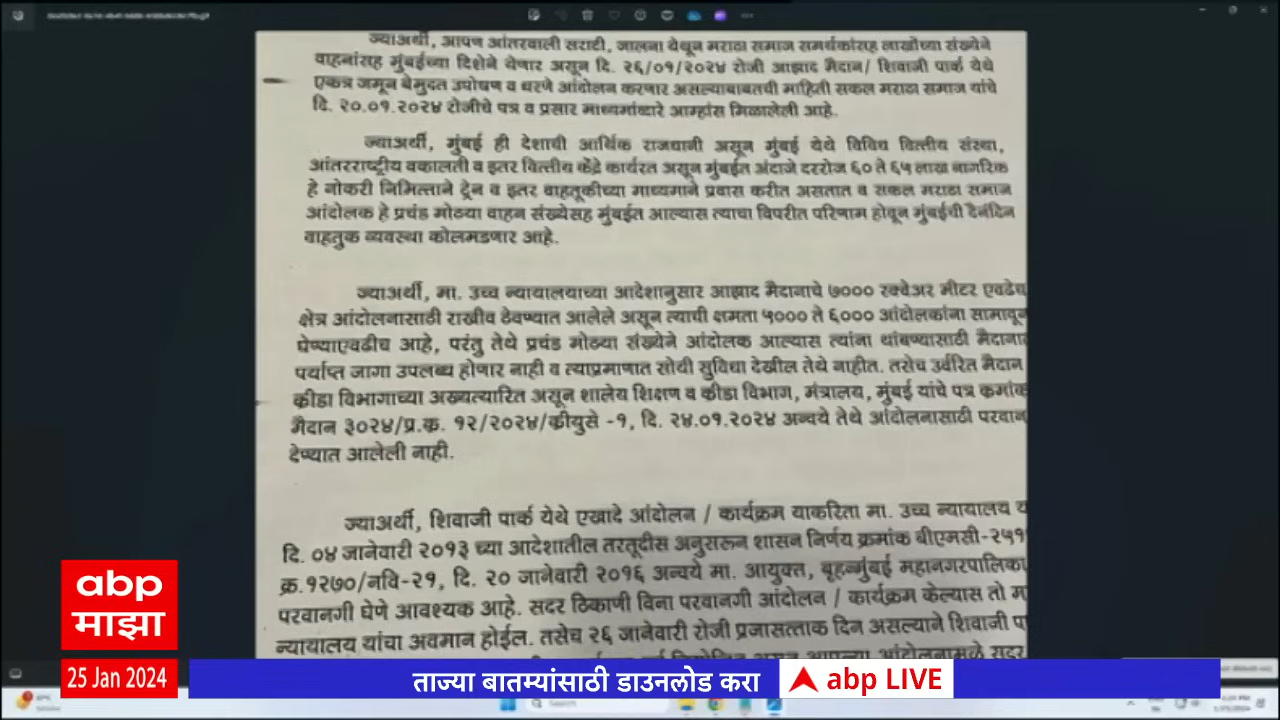 ज्याअर्थी, आपण आंतरवाली सराटी, जालना येथून मराठा समाज समर्थकांसह लाखोंच्या संख्येने
वाहनांसह मुंबईच्या दिशेने येणार असून दि. २६/०१/२०२४ रोजी आझाद मैदान/ शिवाजी पार्क येथे
एकत्र जमून बेमुदत उपोषण व धरणे आंदोलन करणार असल्याबाबतची माहिती सकल मराठा समाज यांचे
दि. २०.०१.२०२४ रोजीचे पत्र व प्रसार माध्यमांव्दारे आम्हांस मिळालेली आहे.
ज्याअर्थी, मुंबई ही देशाची आर्थिक राजधानी असून मुंबई येथे विविध वित्तीय संस्था,
आंतरराष्ट्रीय वकालती व इतर वित्तीय केंद्रे कार्यरत असून मुंबईत अंदाजे दररोज ६० ते ६५ लाख नागरिक
हे नोकरी निमित्ताने ट्रेन व इतर वाहतूकीच्या माध्यमाने प्रवास करीत असतात व सकल मराठा समाज
आंदोलक हे प्रचंड मोठया वाहन संख्येसह मुंबईत आल्यास त्याचा विपरीत परिणाम होवून मुंबईची दैनंदिन
वाहतुक व्यवस्था कोलमडणार आहे.
ज्याअर्थी, मा. उच्च न्यायालयाच्या आदेशानुसार आझाद मैदानाचे ७००० स्क्वेअर मीटर एवढेच
क्षेत्र आंदोलनासाठी राखीव ठेवण्यात आलेले असून त्याची क्षमता ५००० ते ६००० आंदोलकांना सामावून
घेण्याएवढीच आहे, परंतु तेथे प्रचंड मोठ्या संख्येने आंदोलक आल्यास त्यांना थांबण्यासाठी मैदानात
पर्याप्त जागा उपलब्ध होणार नाही व त्याप्रमाणात सोयी सुविधा देखील तेथे नाहीत. तसेच उर्वरित मैदान
क्रीडा विभागाच्या अख्यत्यारित असून शालेय शिक्षण व क्रीडा विभाग, मंत्रालय, मुंबई यांचे पत्र क्रमांक
मैदान ३०२४/प्र.क्र. १२/२०२४/क्रीयुसे -१, दि. २४.०१.२०२४ अन्वये तेथे आंदोलनासाठी परवान
देण्यात आलेली नाही.
ज्याअर्थी, शिवाजी पार्क येथे एखादे आंदोलन / कार्यक्रम याकरिता मा. उच्च न्यायालय य
दि. ०४ जानेवारी २०१३ च्या आदेशातील तरतूदीस अनुसरून शासन निर्णय क्रमांक बीएमसी-२५१
क्र.१२७०/नवि-२१, दि. २० जानेवारी २०१६ अन्वये मा. आयुक्त, बृहन्मुंबई महानगरपालिका
परवानगी घेणे आवश्यक आहे. सदर ठिकाणी विना परवानगी आंदोलन / कार्यक्रम केल्यास तो म
न्यायालय यांचा अवमान होईल. तसेच २६ जानेवारी रोजी प्रजासत्ताक दिन असल्याने शिवाजी पा
abp
माझा
25 Jan 2024
ताज्या बातम्यांसाठी डाउनलोड करा abp LIVE
Search